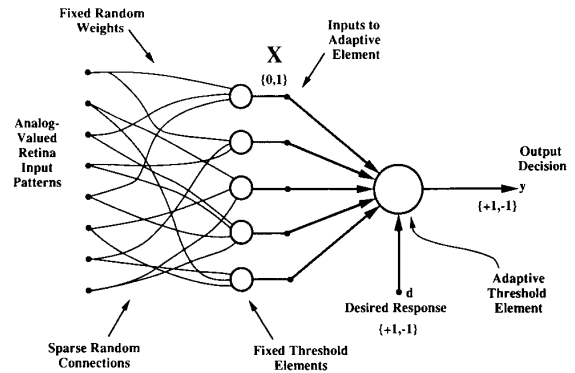 Fixed Random
Weights
X
{0,1}
Inputs to
Adaptive
Element
Analog-
Valued
Retina
Input
Patterns
Output
Decision
y
{+1,-1}
d
Desired Response
{+1,-1}
Adaptive
Threshold
Element
Sparse Random
Connections
Fixed Threshold
Elements